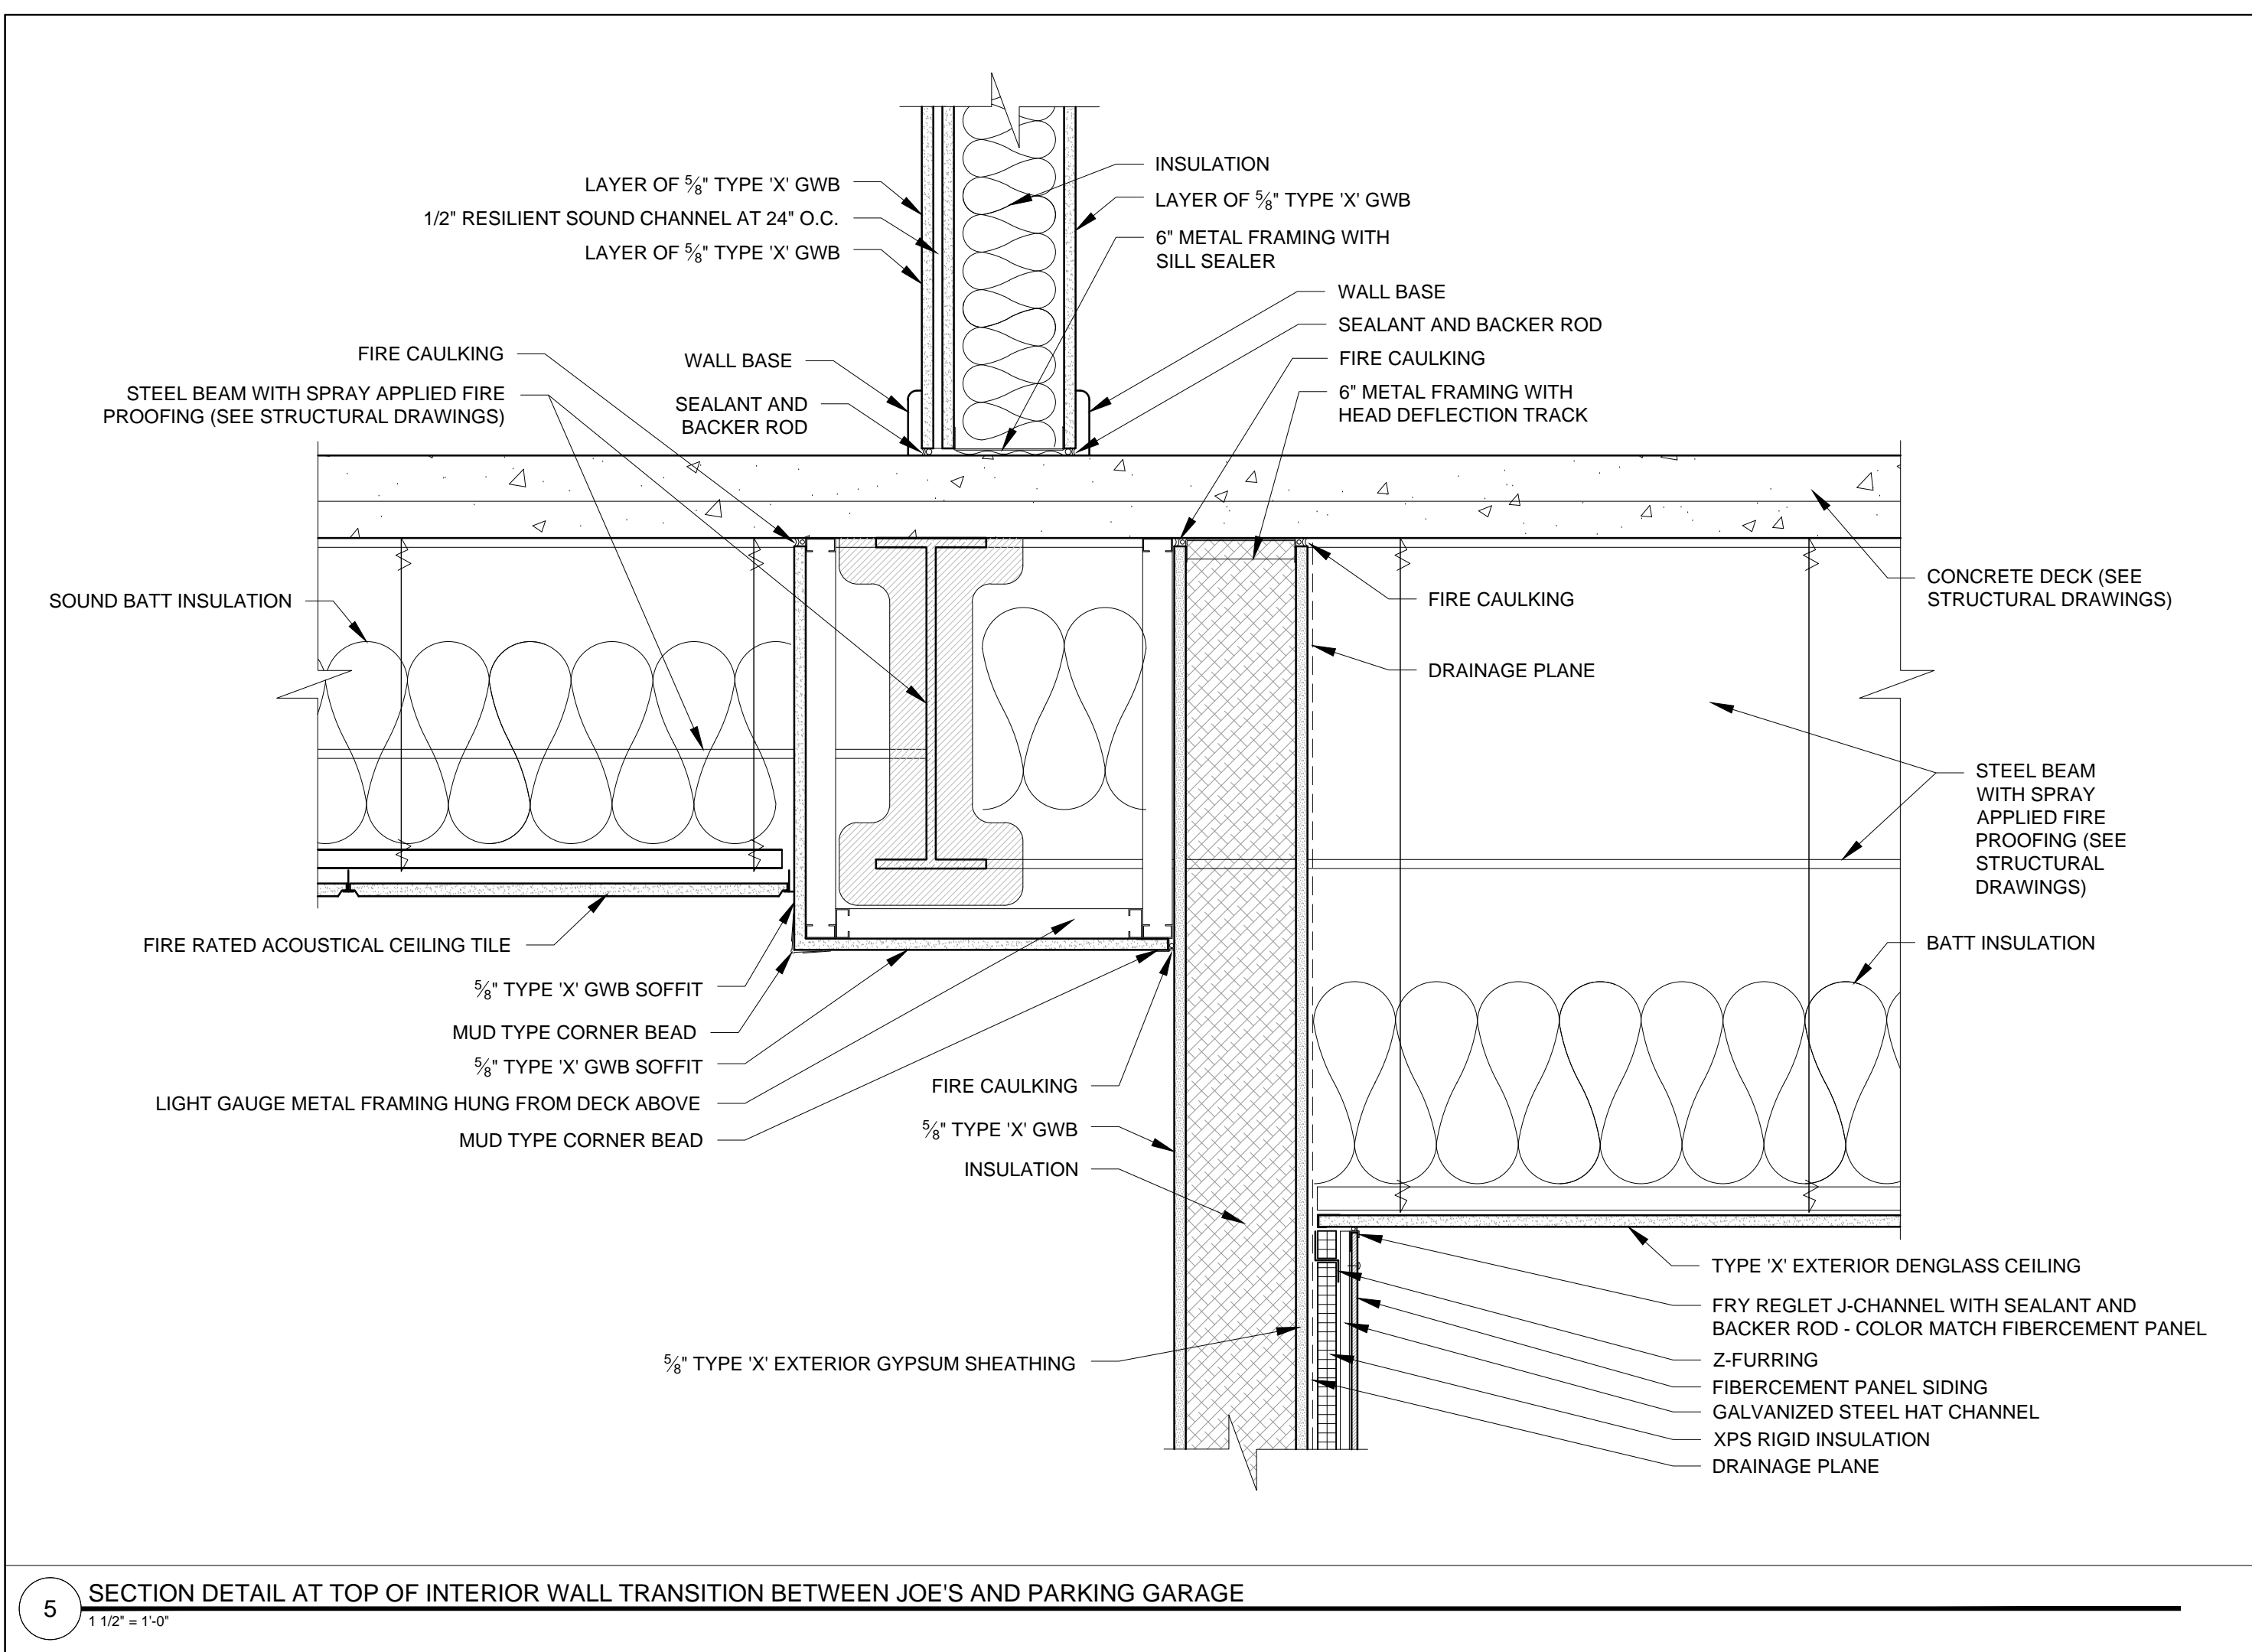 LAYER OF 5⁄8" TYPE 'X' GWB
1/2" RESILIENT SOUND CHANNEL AT 24" O.C.
LAYER OF 5⁄8" TYPE 'X' GWB
INSULATION
LAYER OF 5⁄8" TYPE 'X' GWB
6" METAL FRAMING WITH
SILL SEALER
WALL BASE
SEALANT AND BACKER ROD
FIRE CAULKING
6" METAL FRAMING WITH
HEAD DEFLECTION TRACK
FIRE CAULKING
STEEL BEAM WITH SPRAY APPLIED FIRE
PROOFING (SEE STRUCTURAL DRAWINGS)
WALL BASE
SEALANT AND
BACKER ROD
SOUND BATT INSULATION
FIRE CAULKING
DRAINAGE PLANE
CONCRETE DECK (SEE
STRUCTURAL DRAWINGS)
STEEL BEAM
WITH SPRAY
APPLIED FIRE
PROOFING (SEE
STRUCTURAL
DRAWINGS)
BATT INSULATION
FIRE RATED ACOUSTICAL CEILING TILE
5⁄8" TYPE 'X' GWB SOFFIT
MUD TYPE CORNER BEAD
5⁄8" TYPE 'X' GWB SOFFIT
LIGHT GAUGE METAL FRAMING HUNG FROM DECK ABOVE
MUD TYPE CORNER BEAD
FIRE CAULKING
5⁄8" TYPE 'X' GWB
INSULATION
5⁄8" TYPE 'X' EXTERIOR GYPSUM SHEATHING
TYPE 'X' EXTERIOR DENGLASS CEILING
FRY REGLET J-CHANNEL WITH SEALANT AND
BACKER ROD - COLOR MATCH FIBERCEMENT PANEL
Z-FURRING
FIBERCEMENT PANEL SIDING
GALVANIZED STEEL HAT CHANNEL
XPS RIGID INSULATION
DRAINAGE PLANE
5
SECTION DETAIL AT TOP OF INTERIOR WALL TRANSITION BETWEEN JOE'S AND PARKING GARAGE
1 1/2" = 1'-0"